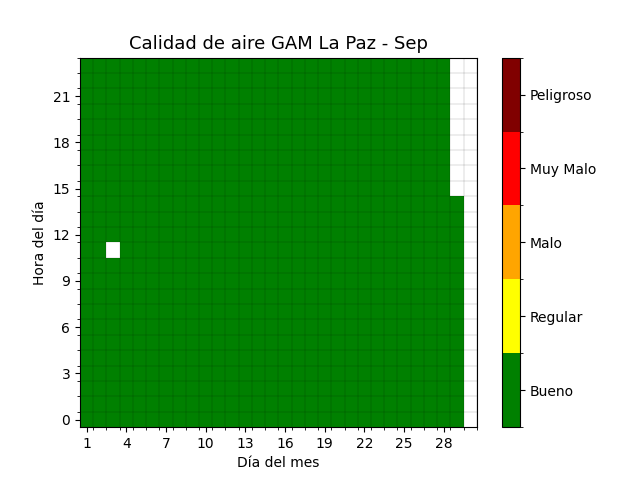 Calidad de aire GAM La Paz - Sep
Hora del día
21
18
15
12
9
6
3
0
1 4 7 10 13 16 19 22 25 28
Día del mes
Peligroso
Muy Malo
Malo
Regular
Bueno